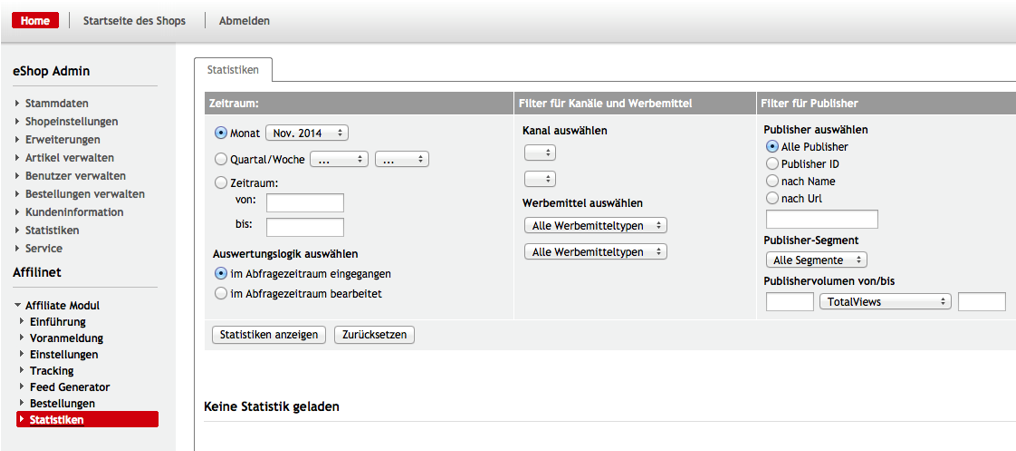 Home Startseite des Shops Abmelden
eShop Admin
Stammdaten
Shopeinstellungen
Erweiterungen
Artikel verwalten
Benutzer verwalten
Bestellungen verwalten
Kundeninformation
Statistiken
Service
Affilinet
Affiliate Modul
Einführung
Voranmeldung
Einstellungen
Tracking
Feed Generator
Bestellungen
Statistiken
Statistiken
Zeitraum:
Monat Nov. 2014
Quartal/Woche ... ...
Zeitraum:
von:
bis:
Auswertungslogik auswählen
im Abfragezeitraum eingegangen
im Abfragezeitraum bearbeitet
Filter für Kanäle und Werbemittel
Kanal auswählen
Werbemittel auswählen
Alle Werbemitteltypen
Alle Werbemitteltypen
Filter für Publisher
Publisher auswählen
Alle Publisher
Publisher ID
nach Name
nach Url
Publisher-Segment
Alle Segmente
Publishervolumen von/bis
TotalViews
Statistiken anzeigen Zurücksetzen
Keine Statistik geladen